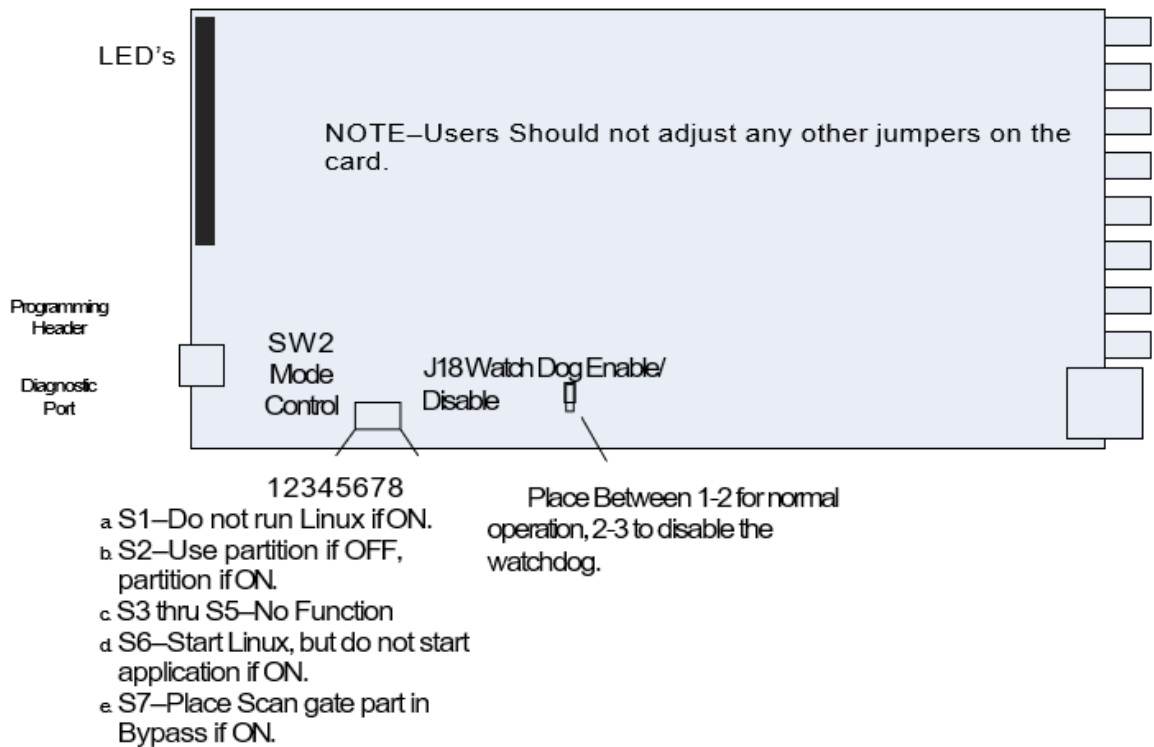 LED's
NOTE–Users Should not adjust any other jumpers on the
card.
Programming
Header
Diagnostic
Port
SW2
Mode
Control
J18 Watch Dog Enable/
Disable
12345678
a. S1–Do not run Linux if ON.
b. S2–Use partition if OFF,
partition if ON.
c. S3 thru S5–No Function
d. S6–Start Linux, but do not start
application if ON.
e. S7–Place Scan gate part in
Bypass if ON.
Place Between 1-2 for normal
operation, 2-3 to disable the
watchdog.